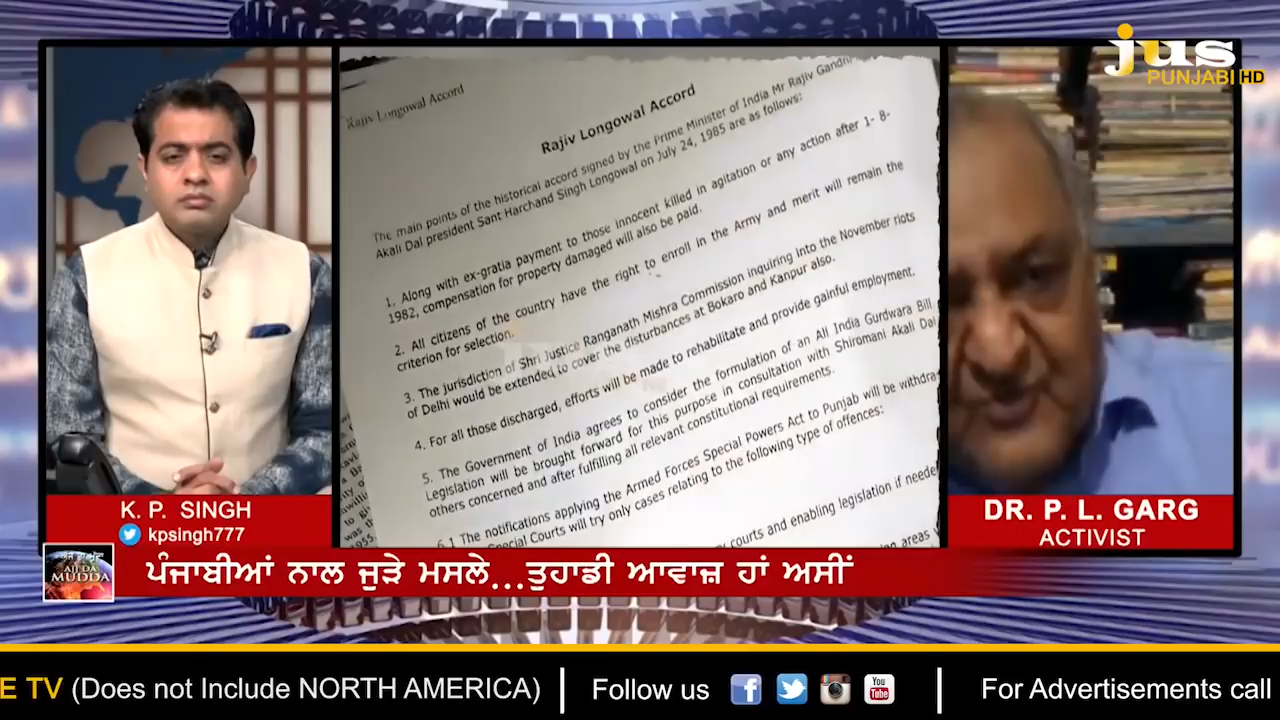 jus
PUNJABI HD
Rajiv Longowal Accord
Rajiv Longowal Accord
The main points of the historical accord signed by the Prime Minister of India Mr Rajiv Gandhi
Akali Dal president Sant Harchand Singh Longowal on July 24, 1985 are as follows:
1. Along with ex-gratia payment to those innocent killed in agitation or any action after 1- 8-
1982, compensation for property damaged will also be paid.
2. All citizens of the country have the right to enroll in the Army and merit will remain the
criterion for selection.
3. The jurisdiction of Shri Justice Ranganath Mishra Commission inquiring into the November riots
of Delhi would be extended to cover the disturbances at Bokaro and Kanpur also.
4. For all those discharged, efforts will be made to rehabilitate and provide gainful employment.
5. The Government of India agrees to consider the formulation of an All India Gurdwara Bill
Legislation will be brought forward for this purpose in consultation with Shiromani Akali Dal
others concerned and after fulfilling all relevant constitutional requirements.
6.1 The notifications applying the Armed Forces Special Powers Act to Punjab will be withdra
Special Courts will try only cases relating to the following type of offences:
courts and enabling legislation if neede
areas
1955.
K. P. SINGH
kpsingh777
DR. P. L. GARG
ACTIVIST
ਅੱਜ ਦਾ ਮੁੱਦਾ
AJJ DA
MUDDA
ਪੰਜਾਬੀਆਂ ਨਾਲ ਜੁੜੇ ਮਸਲੇ...ਤੁਹਾਡੀ ਆਵਾਜ਼ ਹਾਂ ਅਸੀਂ
E TV (Does not Include NORTH AMERICA)
Follow us
You Tube
For Advertisements call